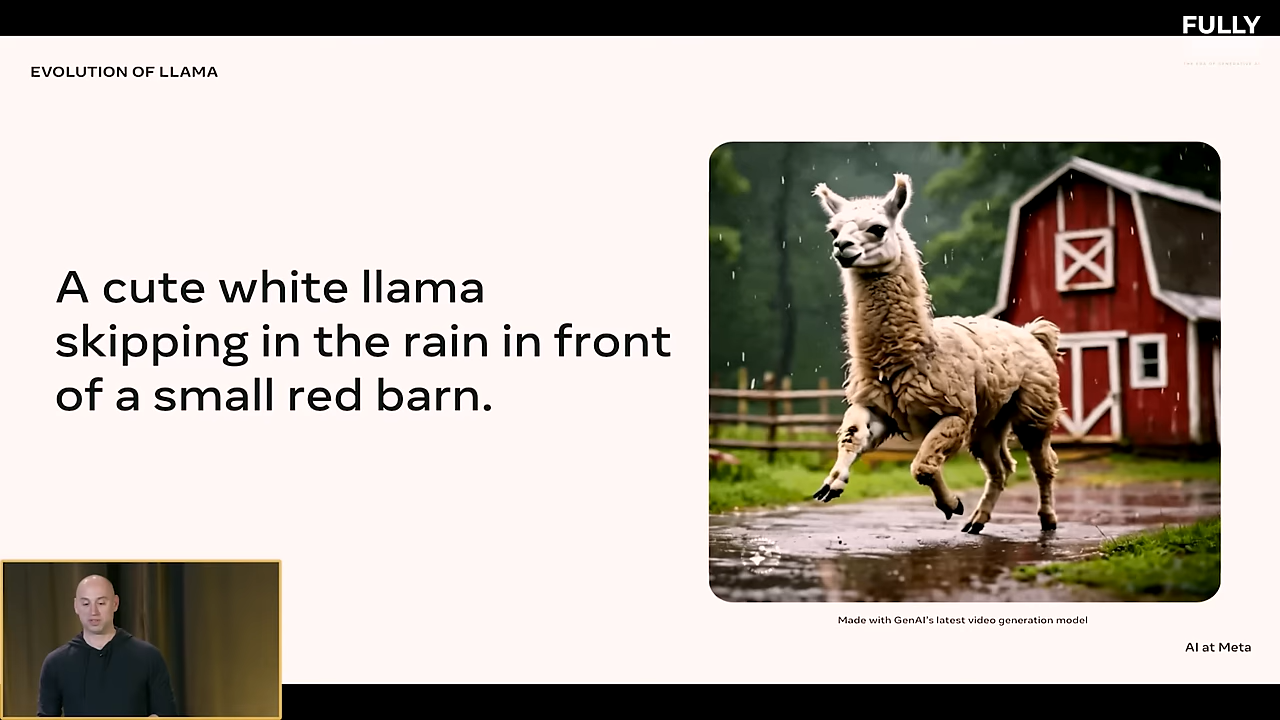 FULLY
EVOLUTION OF LLAMA
A cute white llama
skipping in the rain in front
of a small red barn.
Made with GenAI's latest video generation model
AI at Meta